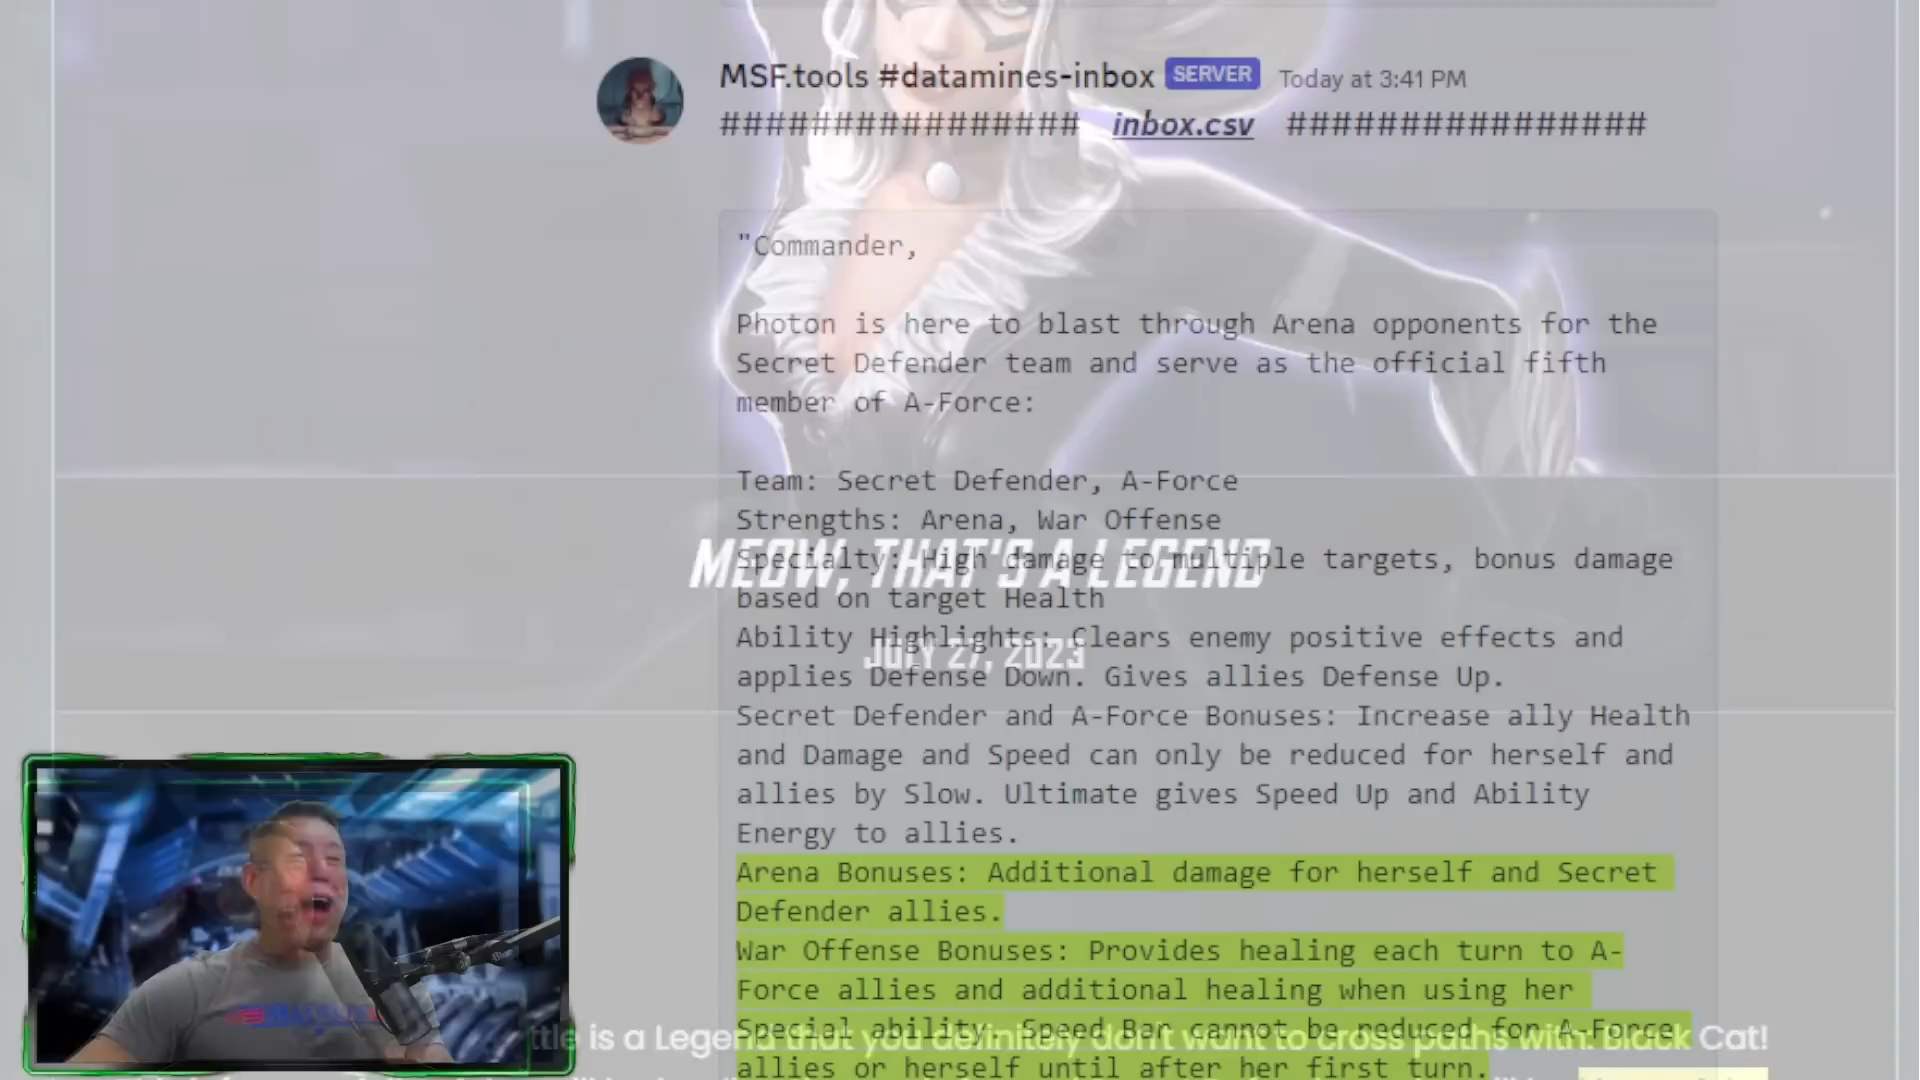 MSF.tools #datamines-inbox SERVER Today at 3:41 PM
################ inbox.csv ################
"Commander,
Photon is here to blast through Arena opponents for the
Secret Defender team and serve as the official fifth
member of A-Force:
Team: Secret Defender, A-Force
Strengths: Arena, War Offense
MEOW, THAT'S A LEGEND
Specialty: High damage to multiple targets, bonus damage
based on target Health
Ability Highlights: Clears enemy positive effects and
JULY 27, 2023
applies Defense Down. Gives allies Defense Up.
Secret Defender and A-Force Bonuses: Increase ally Health
and Damage and Speed can only be reduced for herself and
allies by Slow. Ultimate gives Speed Up and Ability
Energy to allies.
Arena Bonuses: Additional damage for herself and Secret
Defender allies.
War Offense Bonuses: Provides healing each turn to A-
Force allies and additional healing when using her
Special ability. Speed Bar cannot be reduced for A-Force
is a Legend that you definitely don't want to cross paths with: Black Cat!
allies or herself until after her first turn.